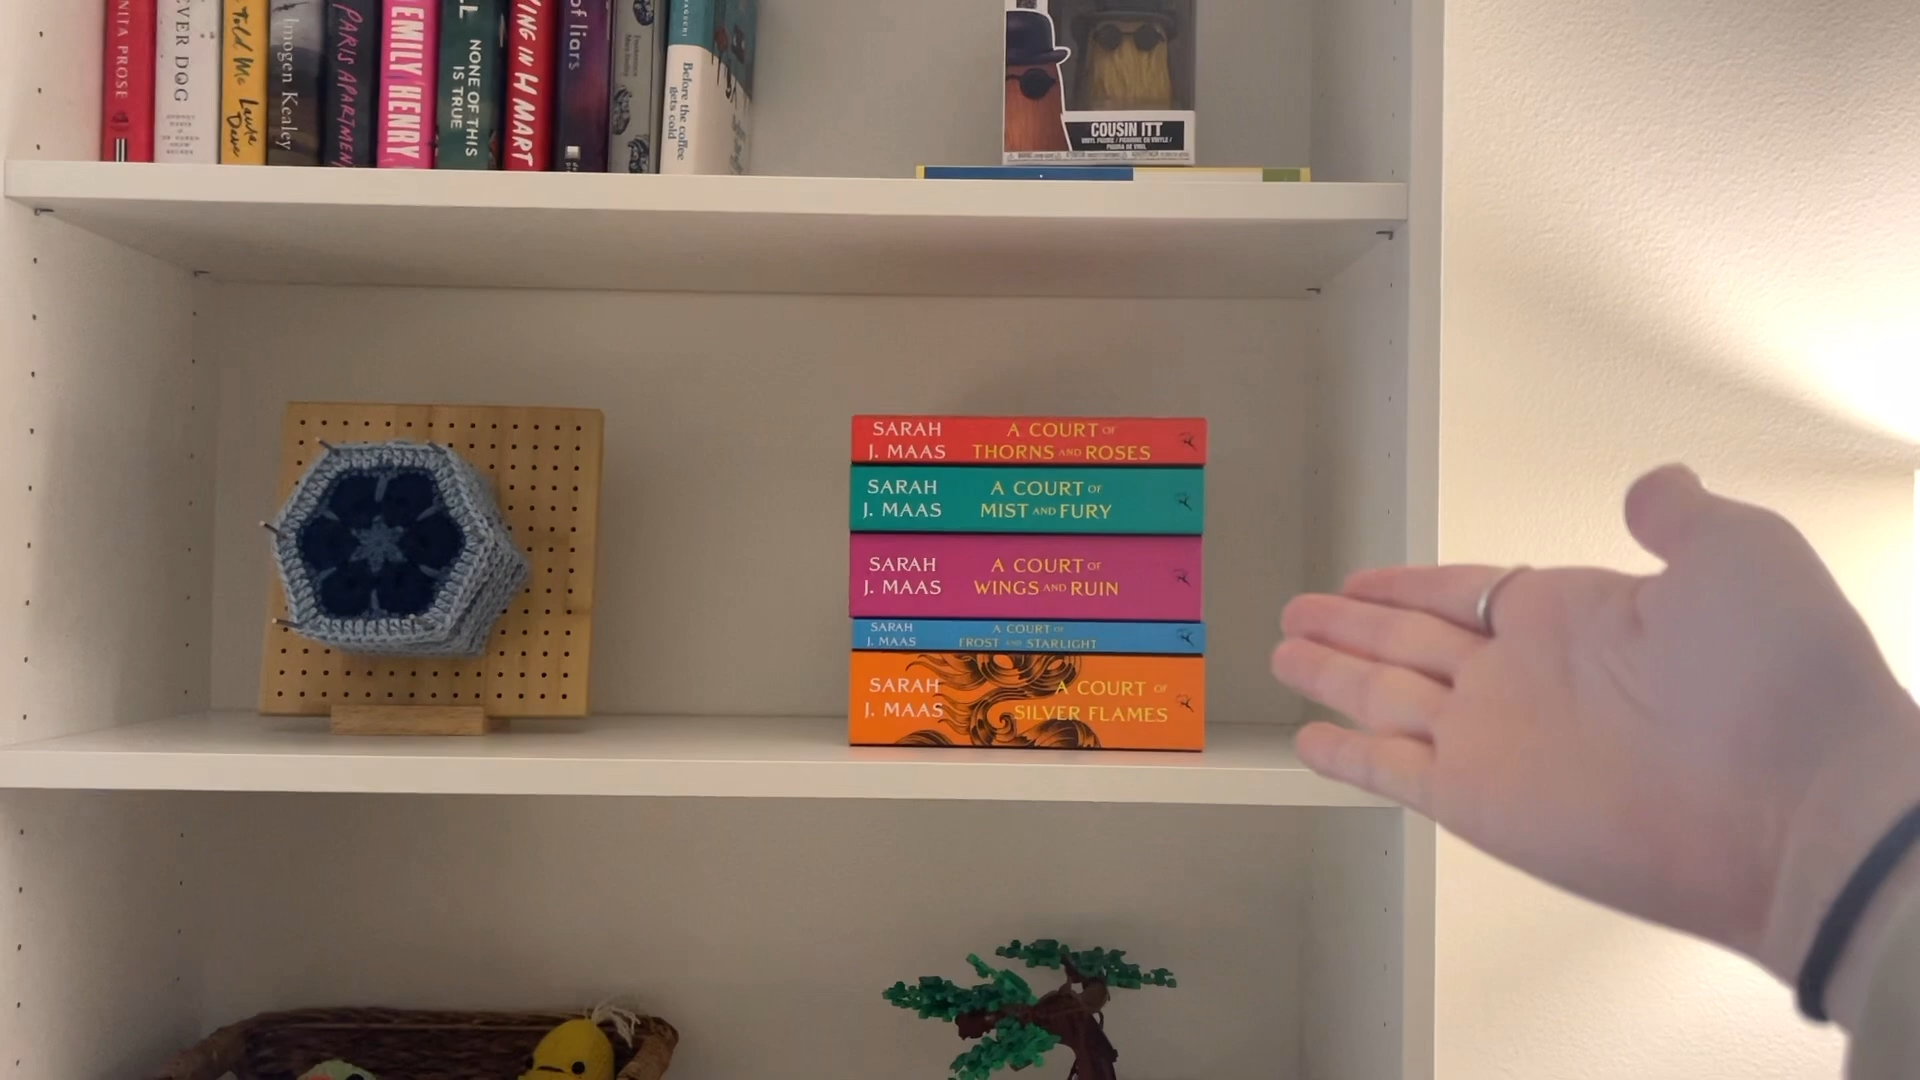 NITA PROSE
EVER DOG
Told Me
Laura
Dave
Imogen Kealey
PARIS APARTMENT
EMILY HENRY
NONE OF THIS
IS TRUE
YING IN H MART
of liars
Before the coffee
gets cold
COUSIN ITT
SARAH
J. MAAS
A COURT OF
THORNS AND ROSES
SARAH
J. MAAS
A COURT OF
MIST AND FURY
SARAH
J. MAAS
A COURT OF
WINGS AND RUIN
SARAH
J. MAAS
A COURT OF
FROST AND STARLIGHT
SARAH
J. MAAS
A COURT OF
SILVER FLAMES